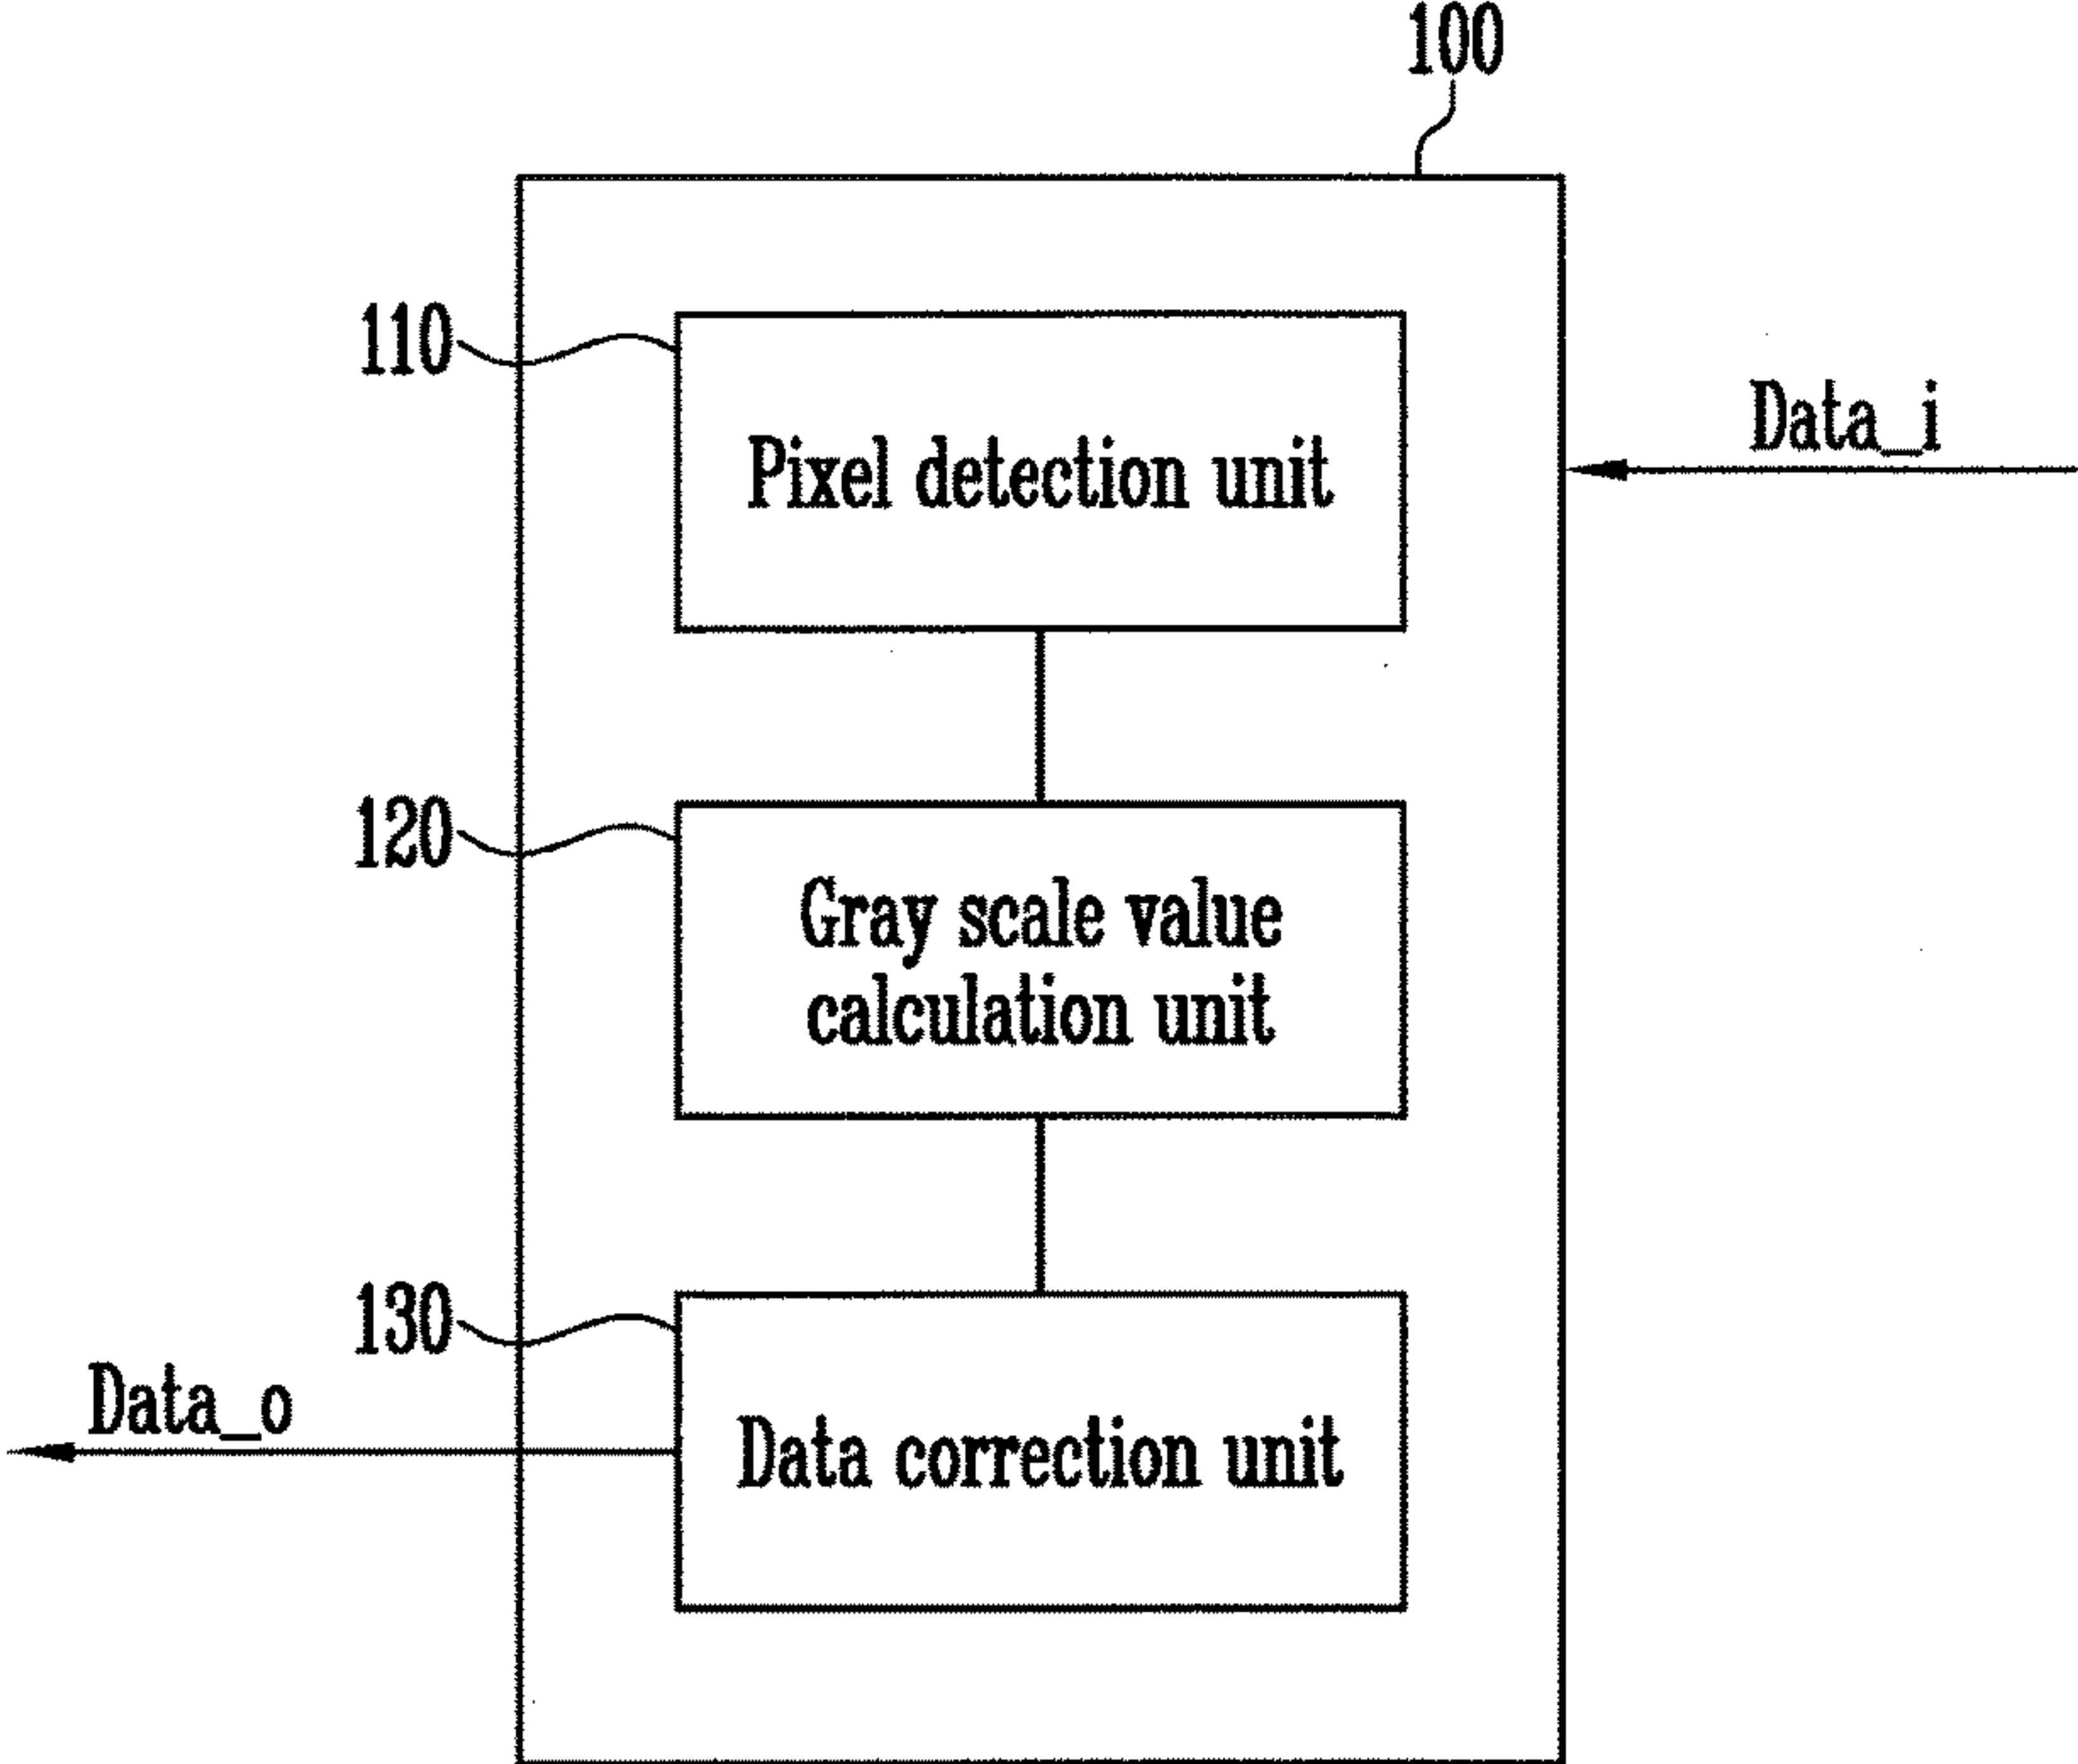 100
110
Pixel detection unit
Data_i
120
Gray scale value
calculation unit
130
Data_o
Data correction unit